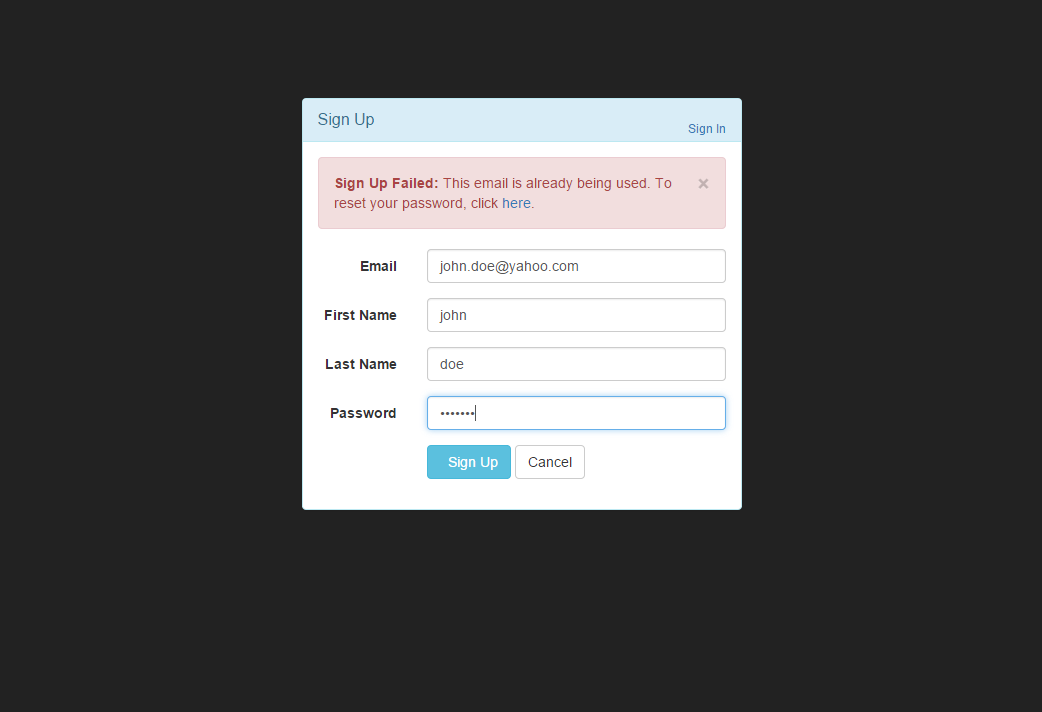 Sign Up
Sign In
Sign Up Failed: This email is already being used. To ×
reset your password, click here.
Email john.doe@yahoo.com
First Name john
Last Name doe
Password •••••••
Sign Up Cancel